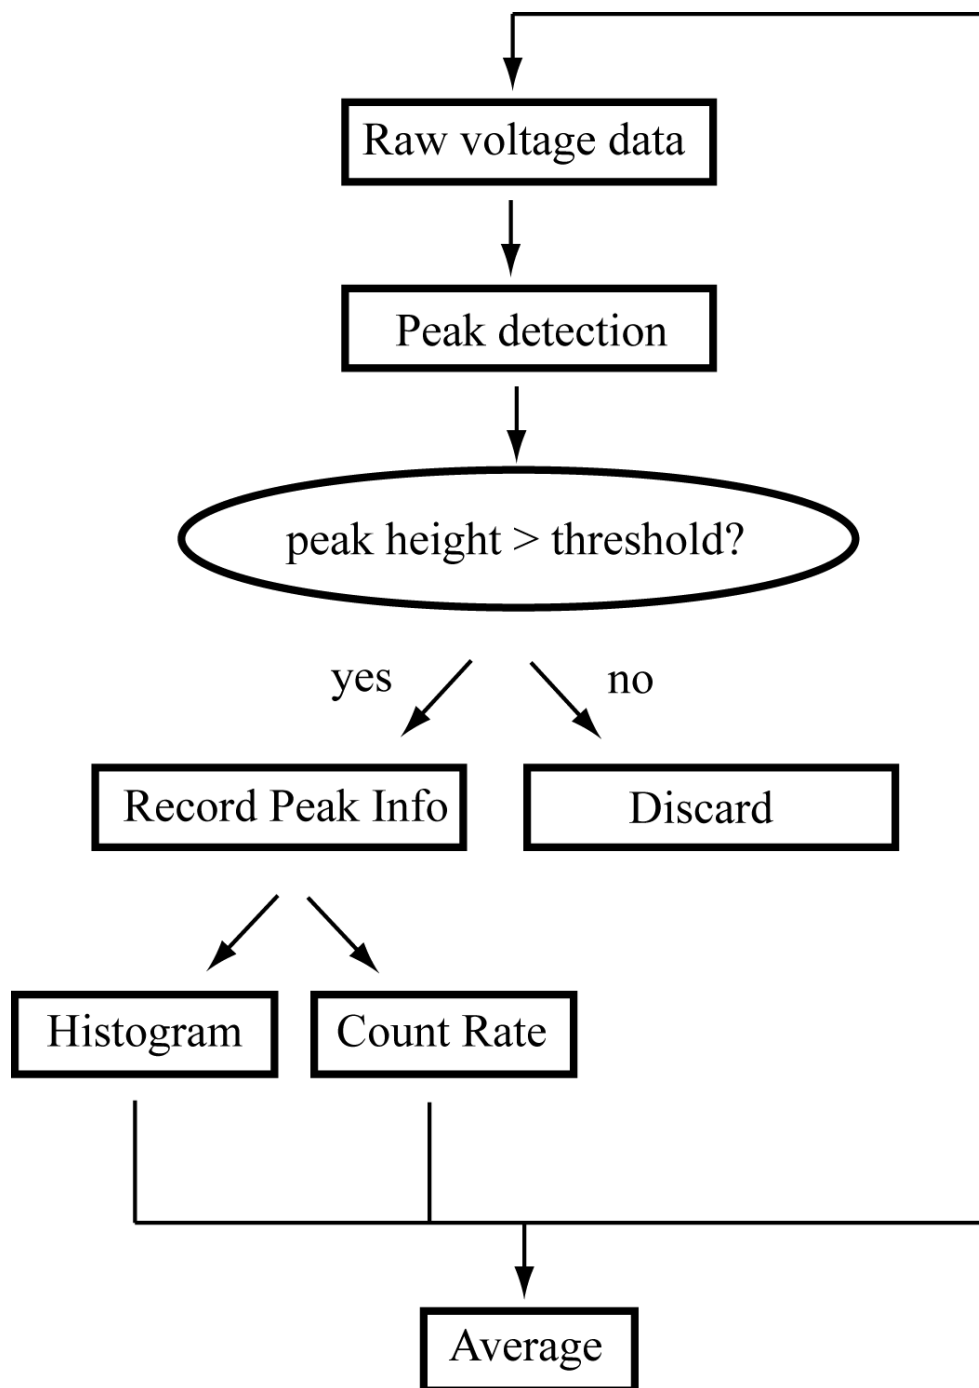 Raw voltage data
Peak detection
peak height > threshold?
yes
no
Record Peak Info
Discard
Histogram
Count Rate
Average